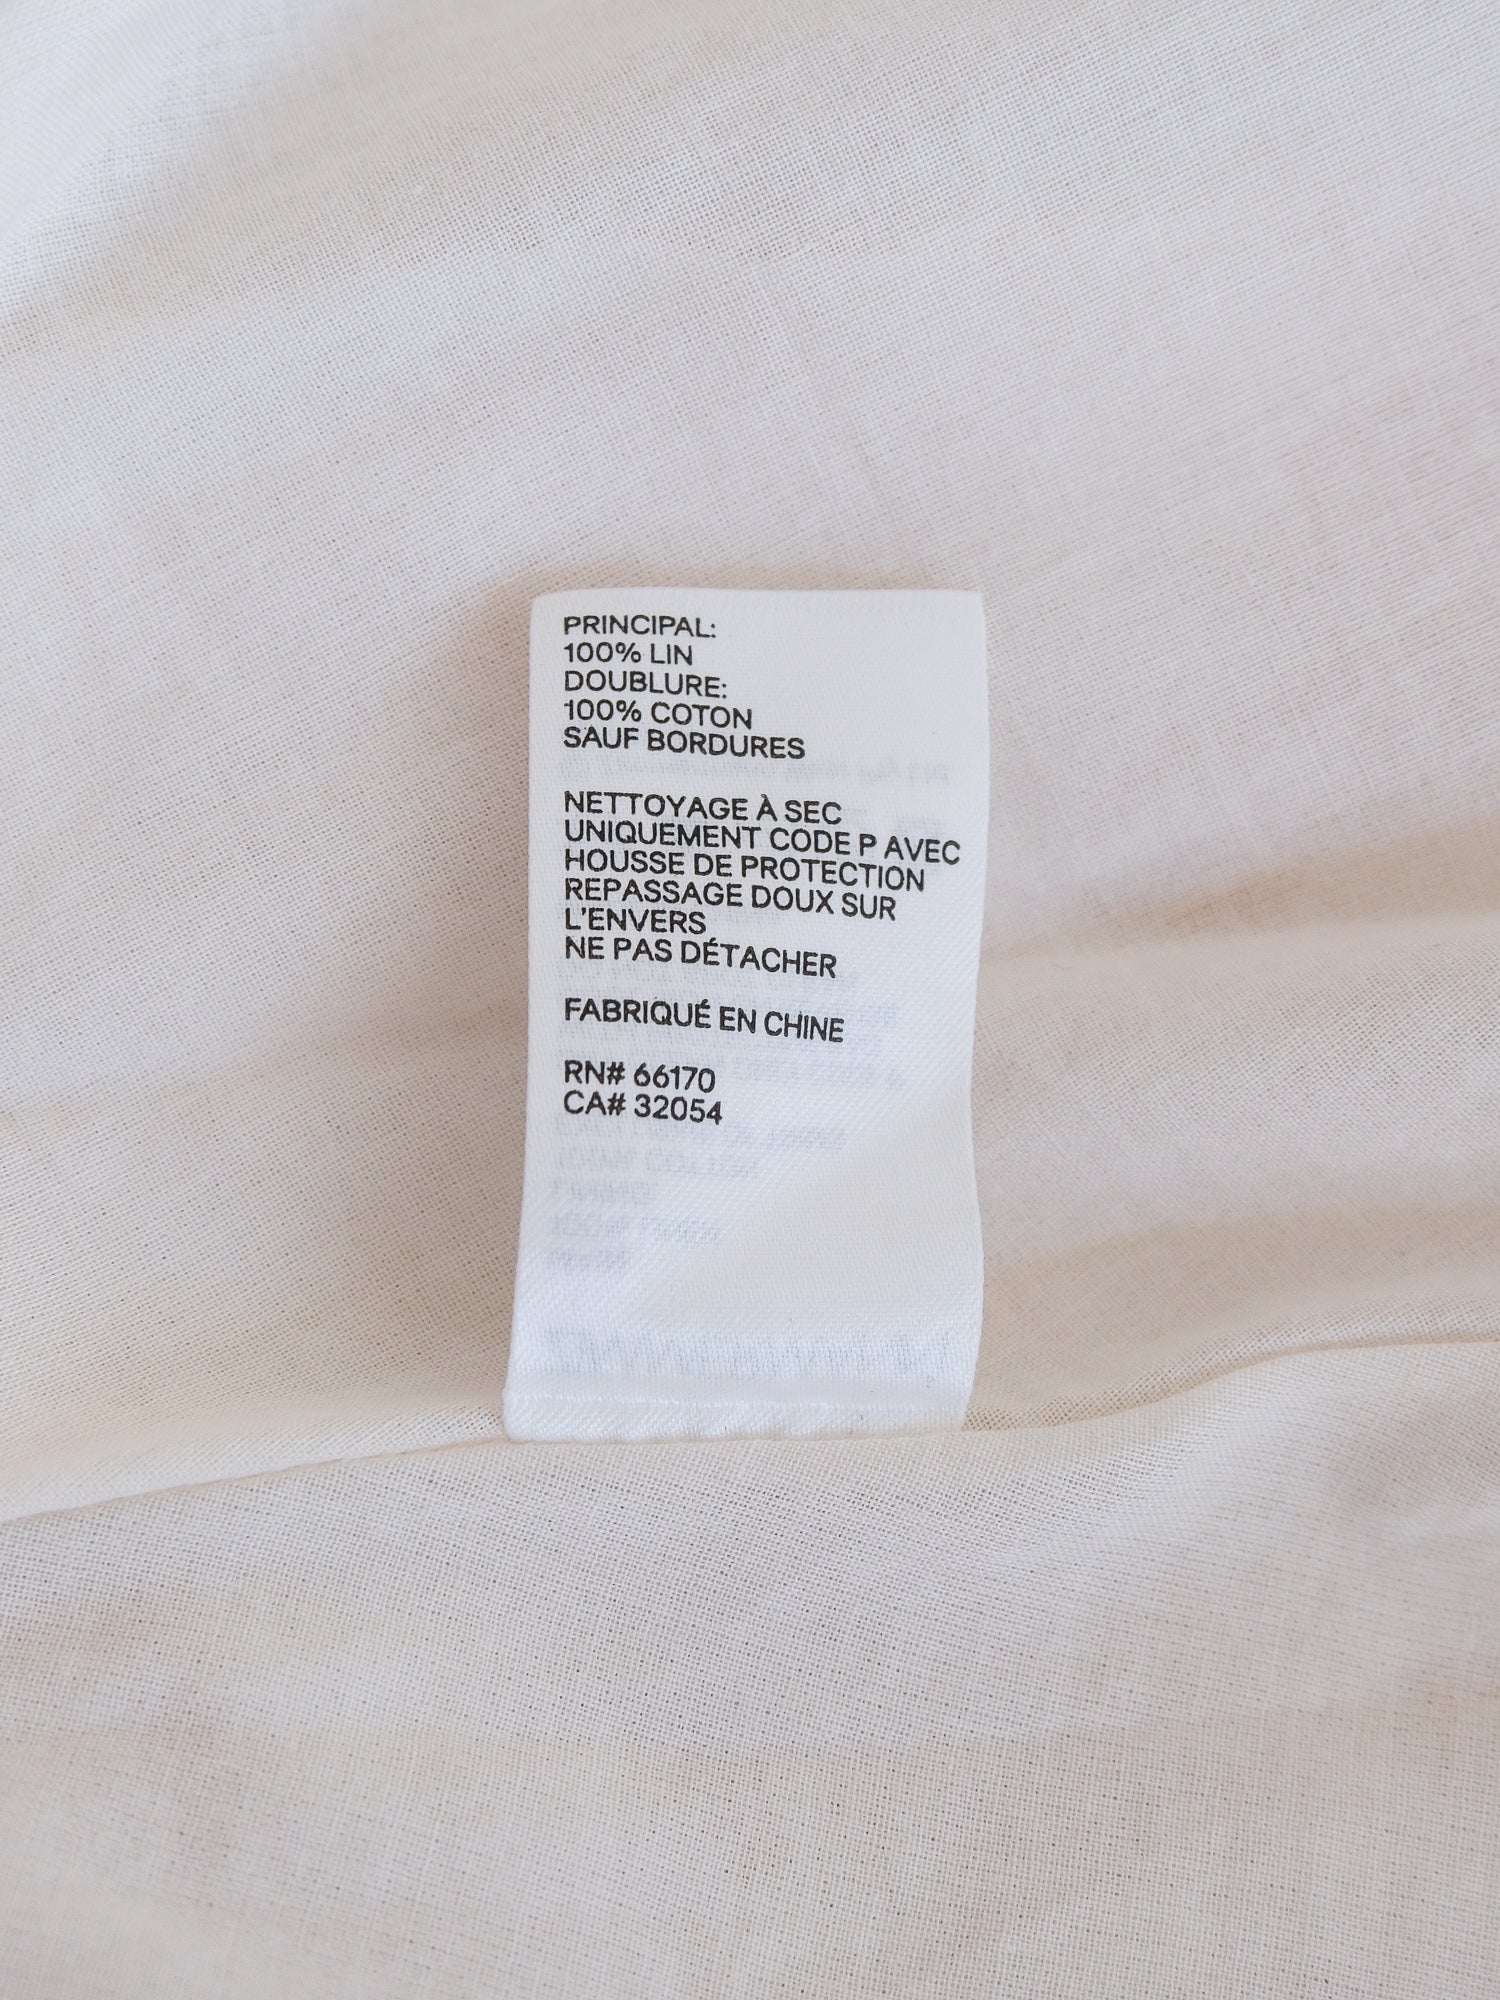 PRINCIPAL:
100% LIN
DOUBLURE:
100% COTON
SAUF BORDURES
NETTOYAGE À SEC
UNIQUEMENT CODE P AVEC
HOUSSE DE PROTECTION
REPASSAGE DOUX SUR
L'ENVERS
NE PAS DÉTACHER
FABRIQUÉ EN CHINE
RN# 66170
CA# 32054